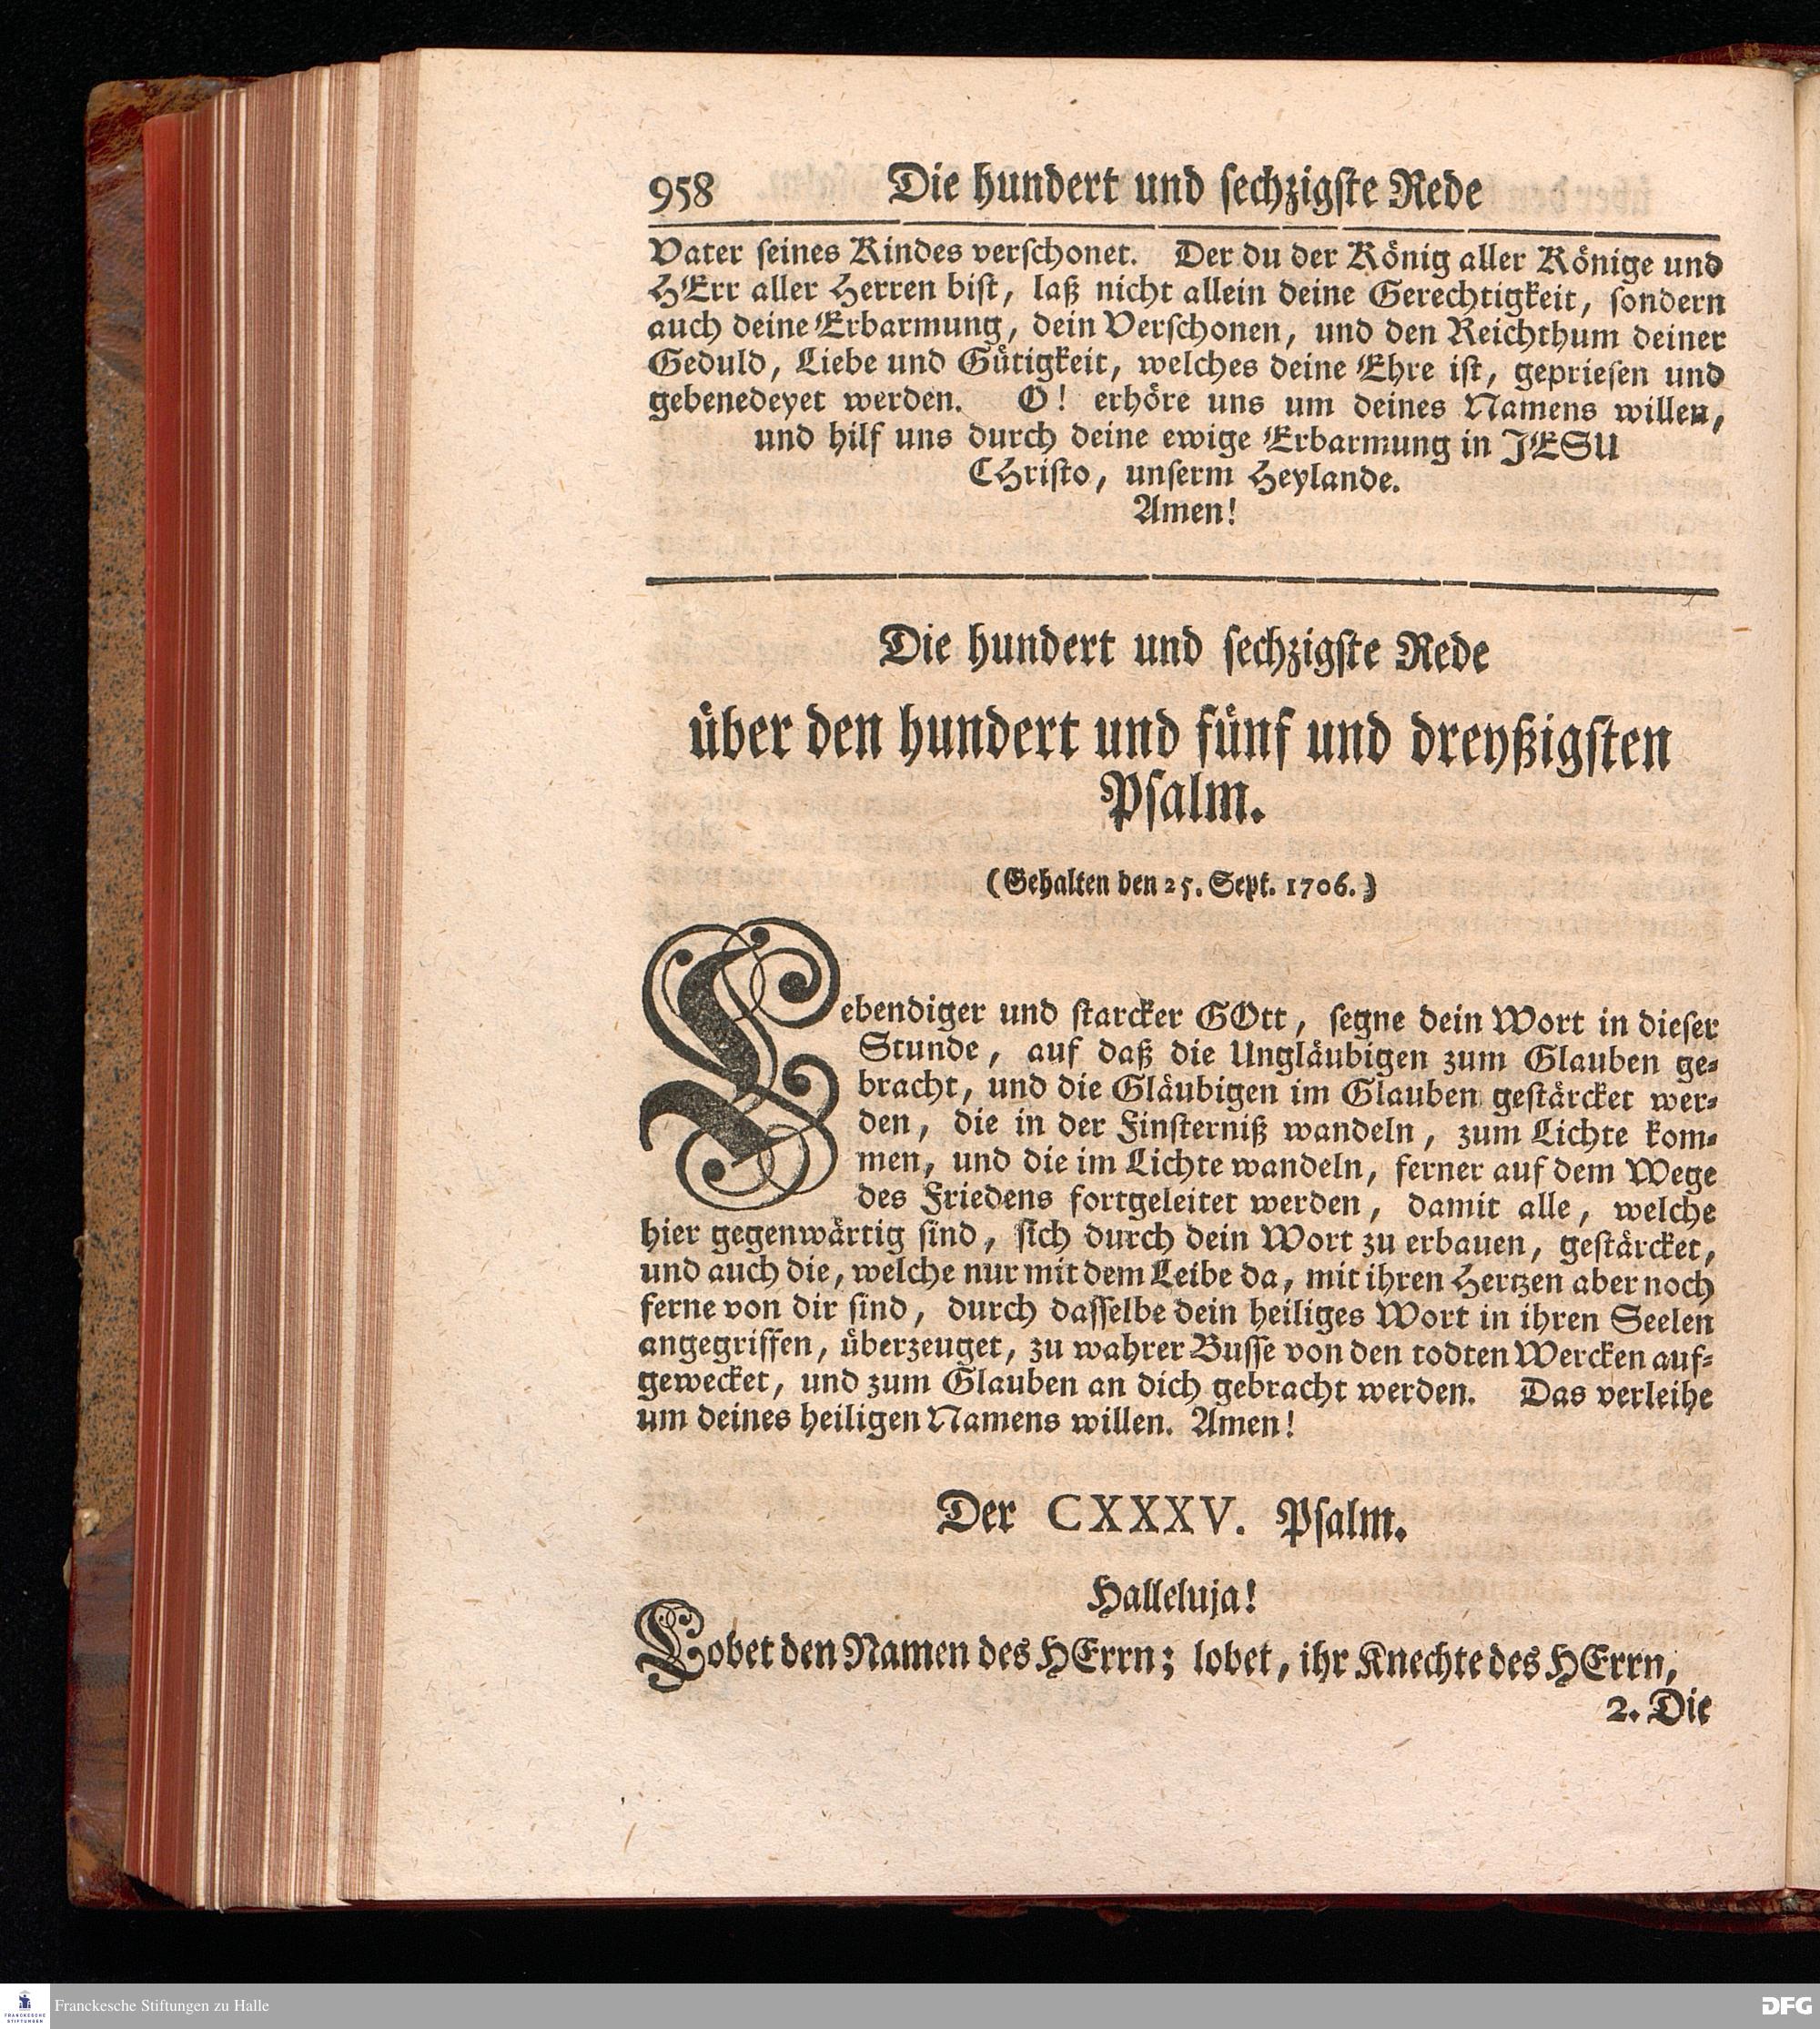 958 Die hundert und sechzigste Rede
Vater seines Kindes verschonet. Der du der König aller Könige und
HErr aller Herren bist, laß nicht allein deine Gerechtigkeit, sondern
auch deine Erbarmung, dein Verschonen, und den Reichthum deiner
Geduld, Liebe und Gütigkeit, welches deine Ehre ist, gepriesen und
gebenedeyet werden. O! erhöre uns um deines Namens willen,
und hilf uns durch deine ewige Erbarmung in JESU
CHristo, unserm Heylande.
Amen!
Die hundert und sechzigste Rede
über den hundert und fünf und dreyßigsten
Psalm.
(Gehalten den 25. Sept. 1706.)
Lebendiger und starcker GOtt, segne dein Wort in dieser
Stunde, auf daß die Ungläubigen zum Glauben ge-
bracht, und die Gläubigen im Glauben gestärcket wer-
den, die in der Finsterniß wandeln, zum Lichte kom-
men, und die im Lichte wandeln, ferner auf dem Wege
des Friedens fortgeleitet werden, damit alle, welche
hier gegenwärtig sind, sich durch dein Wort zu erbauen, gestärcket,
und auch die, welche nur mit dem Leibe da, mit ihren Hertzen aber noch
ferne von dir sind, durch dasselbe dein heiliges Wort in ihren Seelen
angegriffen, überzeuget, zu wahrer Busse von den todten Wercken auf-
gewecket, und zum Glauben an dich gebracht werden. Das verleihe
um deines heiligen Namens willen. Amen!
Der CXXXV. Psalm.
Halleluja!
Lobet den Namen des HErrn; lobet, ihr Knechte des HErrn,
2. Die
FRANCKESCHE
STIFTUNGEN
Franckesche Stiftungen zu Halle
DFG